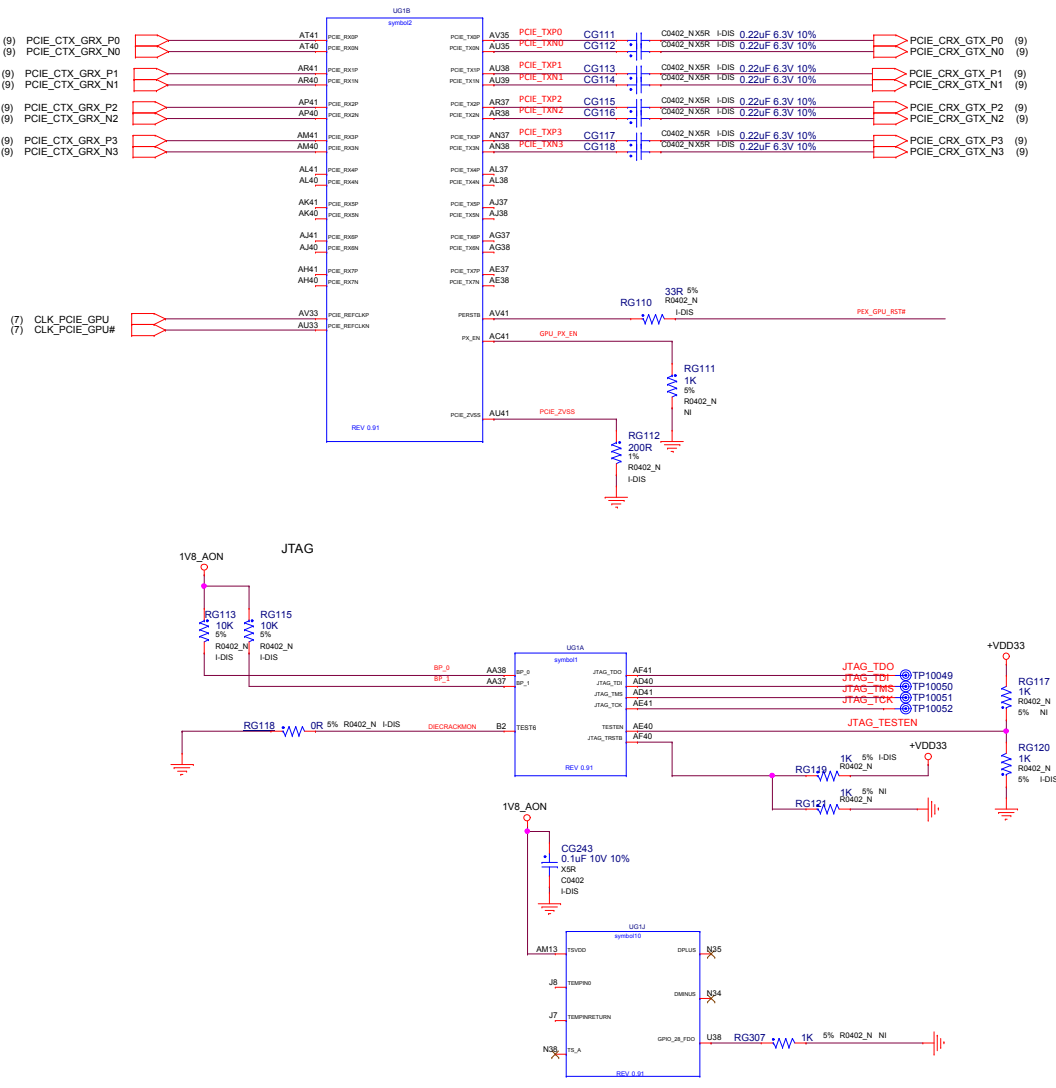 UG1B
symbol2
(9) PCIE_CTX_GRX_P0 AT41 PCIE_RX0P PCIE_TX0P AV35 PCIE_TXP0 CG111 C0402_NX5R I-DIS 0.22uF 6.3V 10% PCIE_CRX_GTX_P0 (9)
(9) PCIE_CTX_GRX_N0 AT40 PCIE_RX0N PCIE_TX0N AU35 PCIE_TXN0 CG112 C0402_NX5R I-DIS 0.22uF 6.3V 10% PCIE_CRX_GTX_N0 (9)
(9) PCIE_CTX_GRX_P1 AR41 PCIE_RX1P PCIE_TX1P AU38 PCIE_TXP1 CG113 C0402_NX5R I-DIS 0.22uF 6.3V 10% PCIE_CRX_GTX_P1 (9)
(9) PCIE_CTX_GRX_N1 AR40 PCIE_RX1N PCIE_TX1N AU39 PCIE_TXN1 CG114 C0402_NX5R I-DIS 0.22uF 6.3V 10% PCIE_CRX_GTX_N1 (9)
(9) PCIE_CTX_GRX_P2 AP41 PCIE_RX2P PCIE_TX2P AR37 PCIE_TXP2 CG115 C0402_NX5R I-DIS 0.22uF 6.3V 10% PCIE_CRX_GTX_P2 (9)
(9) PCIE_CTX_GRX_N2 AP40 PCIE_RX2N PCIE_TX2N AR38 PCIE_TXN2 CG116 C0402_NX5R I-DIS 0.22uF 6.3V 10% PCIE_CRX_GTX_N2 (9)
(9) PCIE_CTX_GRX_P3 AM41 PCIE_RX3P PCIE_TX3P AN37 PCIE_TXP3 CG117 C0402_NX5R I-DIS 0.22uF 6.3V 10% PCIE_CRX_GTX_P3 (9)
(9) PCIE_CTX_GRX_N3 AM40 PCIE_RX3N PCIE_TX3N AN38 PCIE_TXN3 CG118 C0402_NX5R I-DIS 0.22uF 6.3V 10% PCIE_CRX_GTX_N3 (9)
AL41 PCIE_RX4P PCIE_TX4P AL37
AL40 PCIE_RX4N PCIE_TX4N AL38
AK41 PCIE_RX5P PCIE_TX5P AJ37
AK40 PCIE_RX5N PCIE_TX5N AJ38
AJ41 PCIE_RX6P PCIE_TX6P AG37
AJ40 PCIE_RX6N PCIE_TX6N AG38
AH41 PCIE_RX7P PCIE_TX7P AE37
AH40 PCIE_RX7N PCIE_TX7N AE38
33R 5%
RG110 R0402_N
I-DIS
(7) CLK_PCIE_GPU AV33 PCIE_REFCLKP PERSTB AV41 PEX_GPU_RST#
(7) CLK_PCIE_GPU# AU33 PCIE_REFCLKN
PX_EN AC41 GPU_PX_EN
RG111
1K
5%
R0402_N
NI
PCIE_ZVSS AU41 PCIE_ZVSS
REV 0.91
RG112
200R
1%
R0402_N
I-DIS
JTAG
1V8_AON
RG113 RG115
10K 10K
5% 5%
R0402_N R0402_N
I-DIS I-DIS
UG1A
symbol1
+VDD33
BP_0 AA38 BP_0 JTAG_TDO AF41 JTAG_TDO TP10049
BP_1 AA37 BP_1 JTAG_TDI AD40 JTAG_TDI TP10050
JTAG_TMS AD41 JTAG_TMS TP10051
JTAG_TCK AE41 JTAG_TCK TP10052
RG117
1K
R0402_N
5% NI
RG118 0R 5% R0402_N I-DIS DIECRACKMON B2 TEST6 TESTEN AE40 JTAG_TESTEN
JTAG_TRSTB AF40
REV 0.91
+VDD33
RG119 1K 5% I-DIS
R0402_N
RG120
1K
R0402_N
5% I-DIS
RG121 1K 5% NI
R0402_N
1V8_AON
CG243
0.1uF 10V 10%
X5R
C0402
I-DIS
UG1J
symbol10
AM13 TSVDD DPLUS N35
J8 TEMPIN0
DMINUS N34
J7 TEMPINRETURN
GPIO_28_FDO U38 RG307 1K 5% R0402_N NI
N38 TS_A
REV 0.91